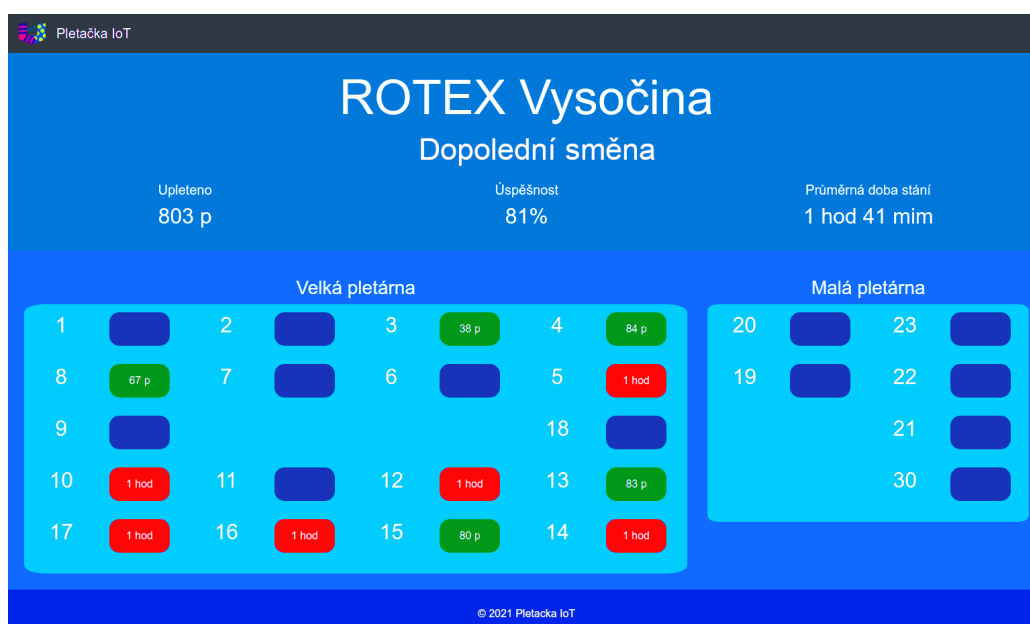 Pletačka IoT
ROTEX Vysočina
Dopolední směna
Upleteno Úspěšnost Průměrná doba stání
803 p 81% 1 hod 41 mim
Velká pletárna Malá pletárna
1 2 3 38 p 4 84 p 20 23
8 67 p 7 6 5 1 hod 19 22
9 18 21
10 1 hod 11 12 1 hod 13 83 p 30
17 1 hod 16 1 hod 15 80 p 14 1 hod
© 2021 Pletacka IoT